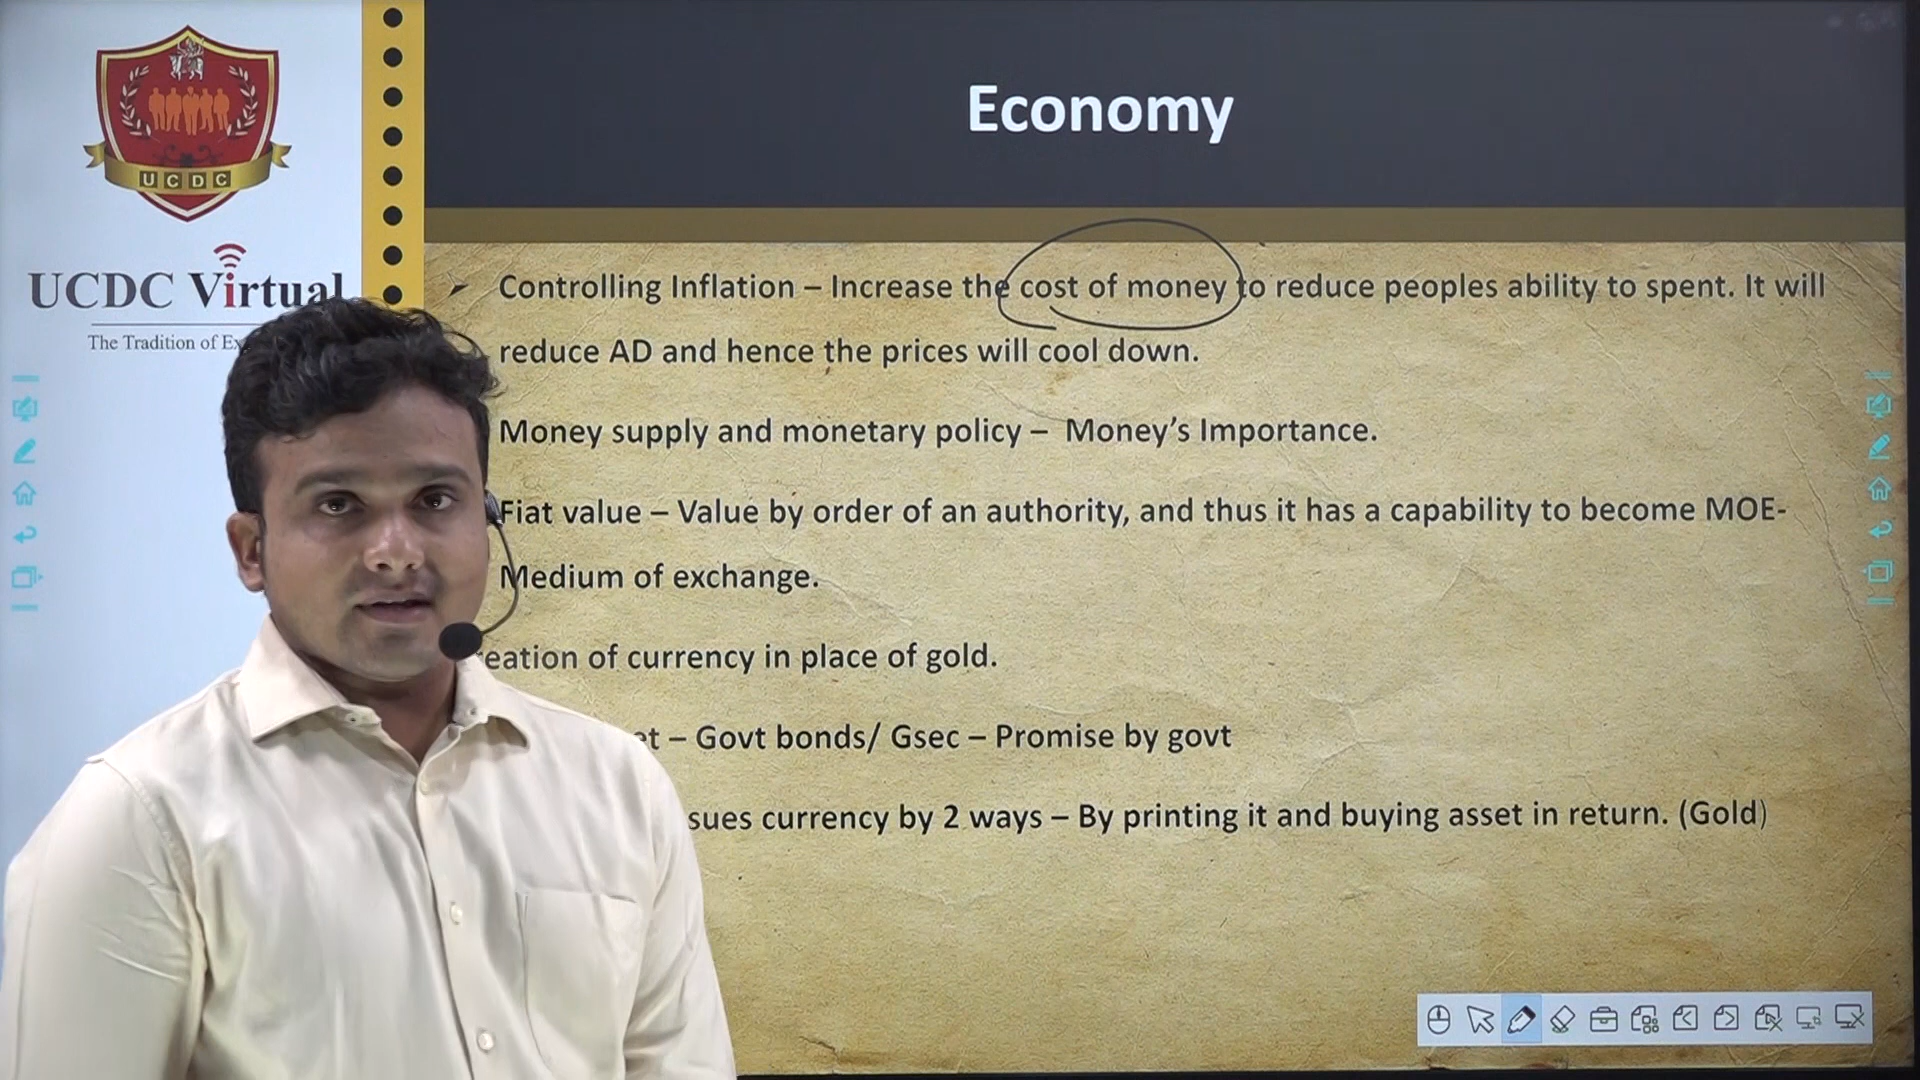 UCDC
UCDC Virtual
The Tradition of
Economy
Controlling Inflation – Increase the cost of money to reduce peoples ability to spent. It will
reduce AD and hence the prices will cool down.
Money supply and monetary policy – Money’s Importance.
Fiat value – Value by order of an authority, and thus it has a capability to become MOE-
Medium of exchange.
eation of currency in place of gold.
et – Govt bonds/ Gsec – Promise by govt
sues currency by 2 ways – By printing it and buying asset in return. (Gold)